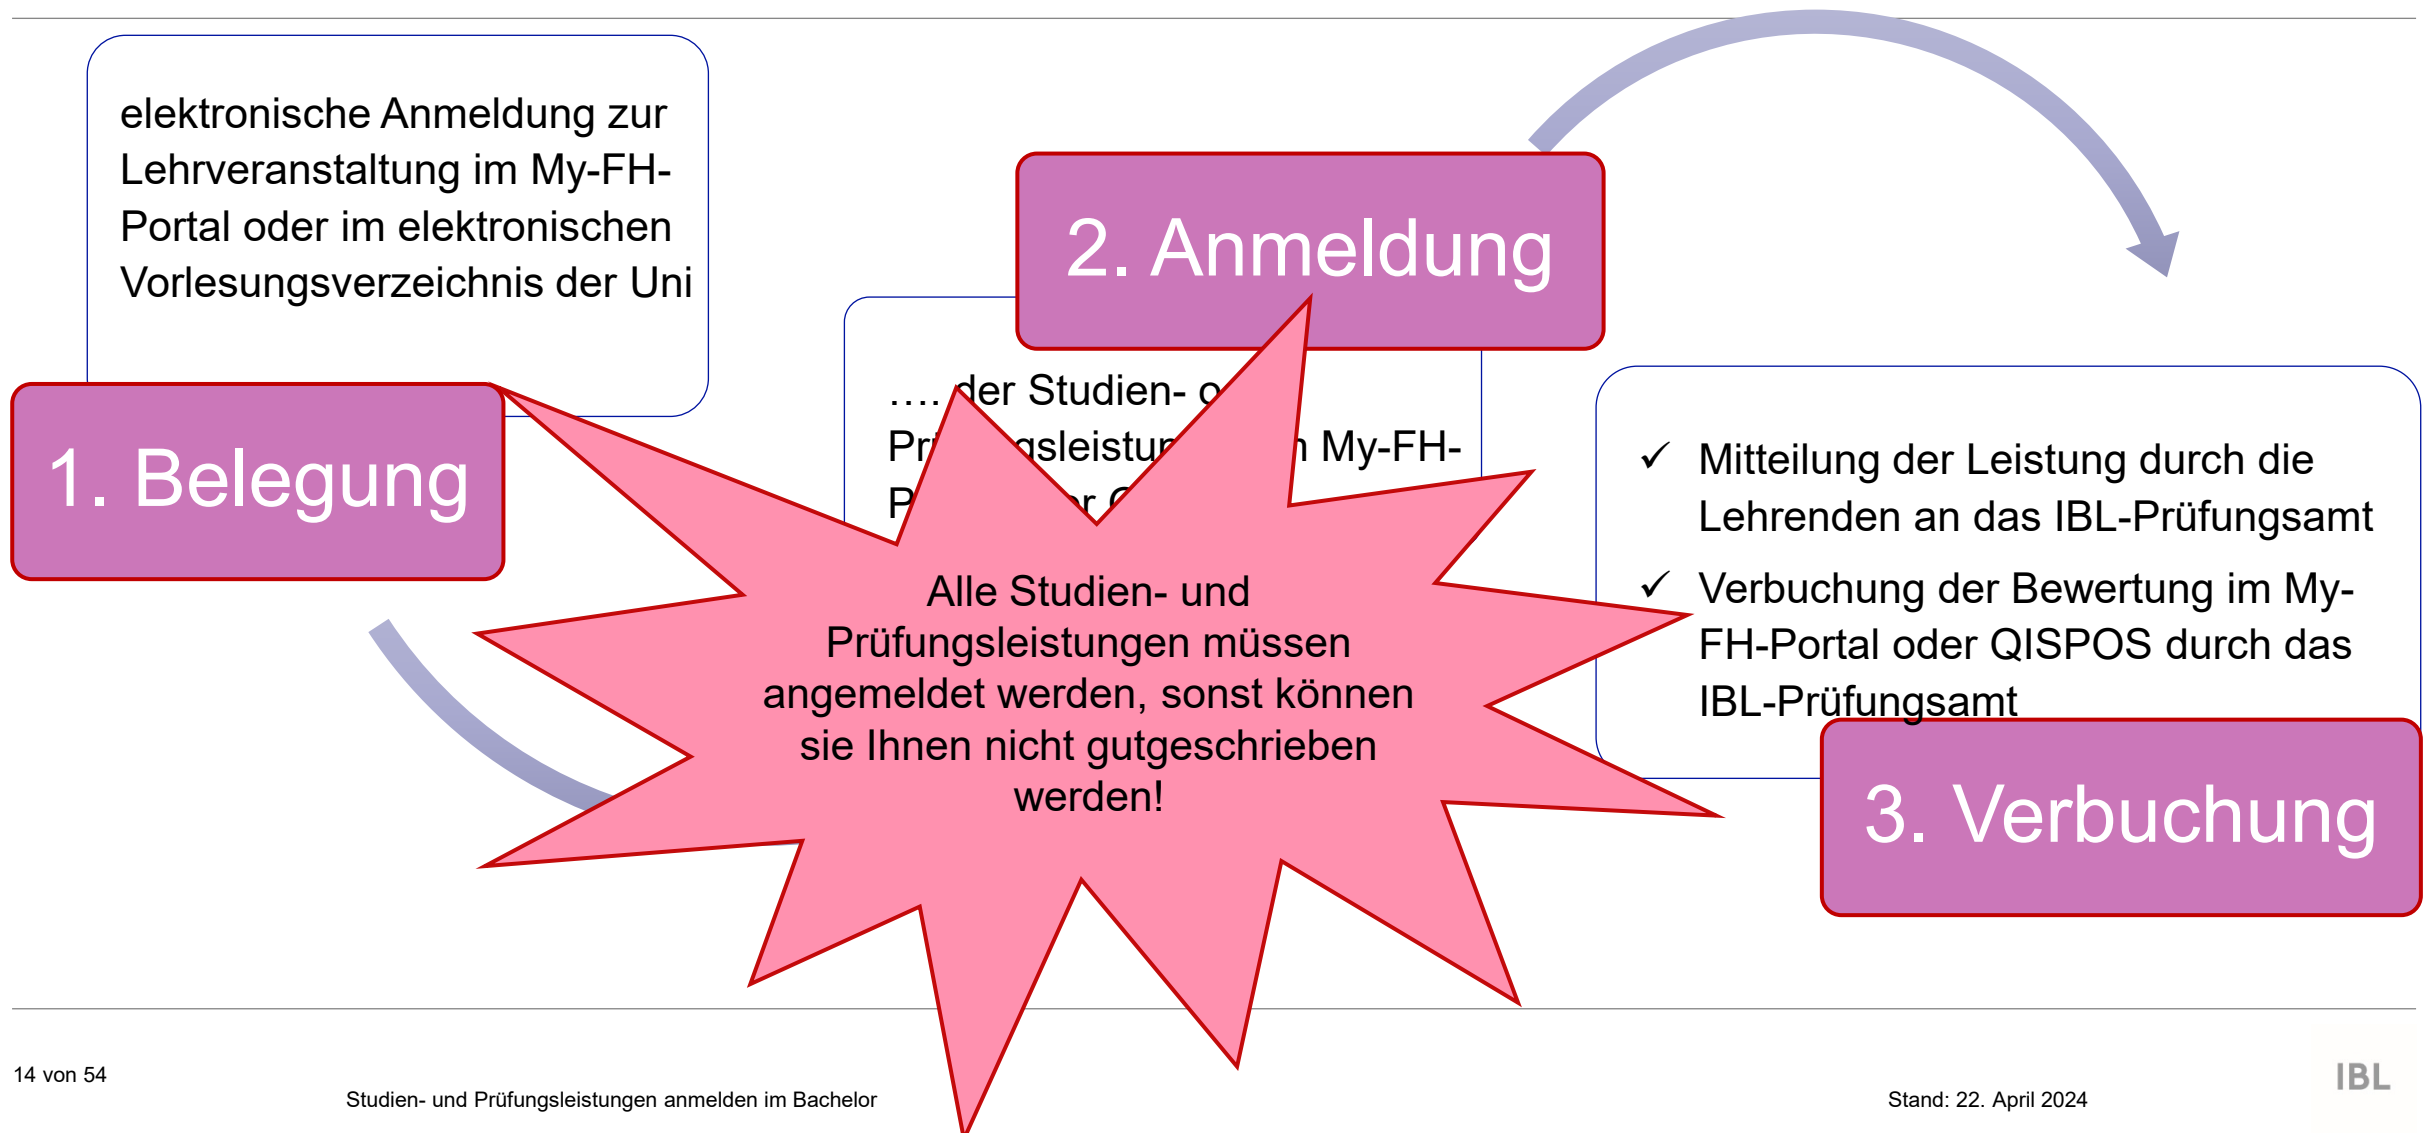 elektronische Anmeldung zur
Lehrveranstaltung im My-FH-
Portal oder im elektronischen
Vorlesungsverzeichnis der Uni
1. Belegung
2. Anmeldung
…. der Studien-
My-FH-
Alle Studien- und
Prüfungsleistungen müssen
angemeldet werden, sonst können
sie Ihnen nicht gutgeschrieben
werden!
✓ Mitteilung der Leistung durch die
Lehrenden an das IBL-Prüfungsamt
✓ Verbuchung der Bewertung im My-
FH-Portal oder QISPOS durch das
IBL-Prüfungsamt
3. Verbuchung
14 von 54
Studien- und Prüfungsleistungen anmelden im Bachelor
Stand: 22. April 2024
IBL